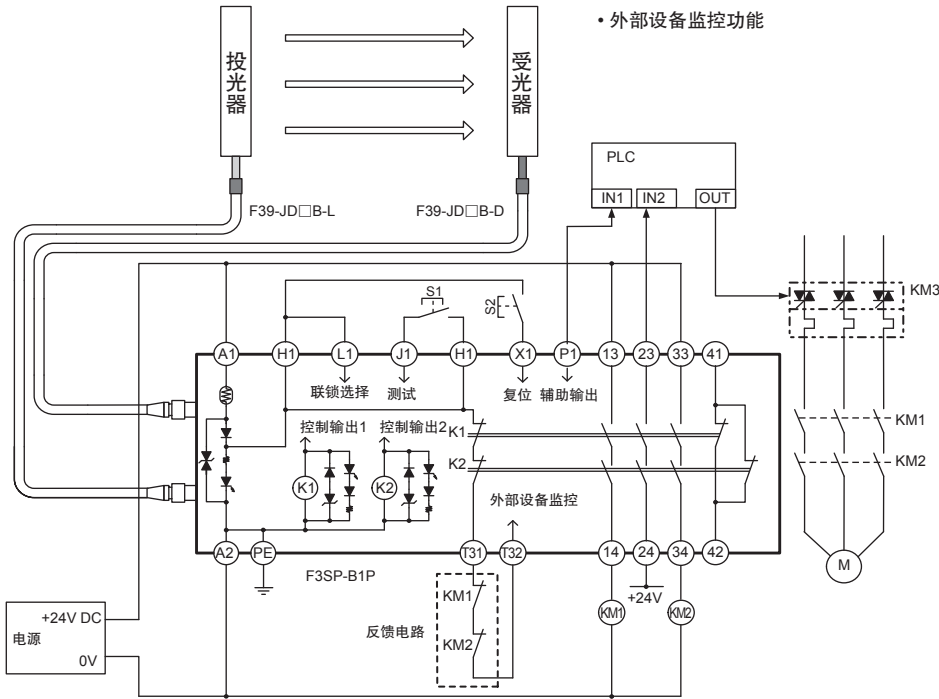 • 外部设备监控功能
投光器
受光器
PLC
IN1 IN2 OUT
F39-JD□B-L
F39-JD□B-D
KM3
S1
S2
A1 H1 L1 J1 H1 X1 P1 13 23 33 41
联锁选择
测试
复位
辅助输出
控制输出1
控制输出2
K1
K2
K1
K2
外部设备监控
KM1
KM2
M
A2 PE T31 T32 14 24 34 42
F3SP-B1P
+24V
KM1
KM2
反馈电路
KM1
KM2
电源
+24V DC
0V